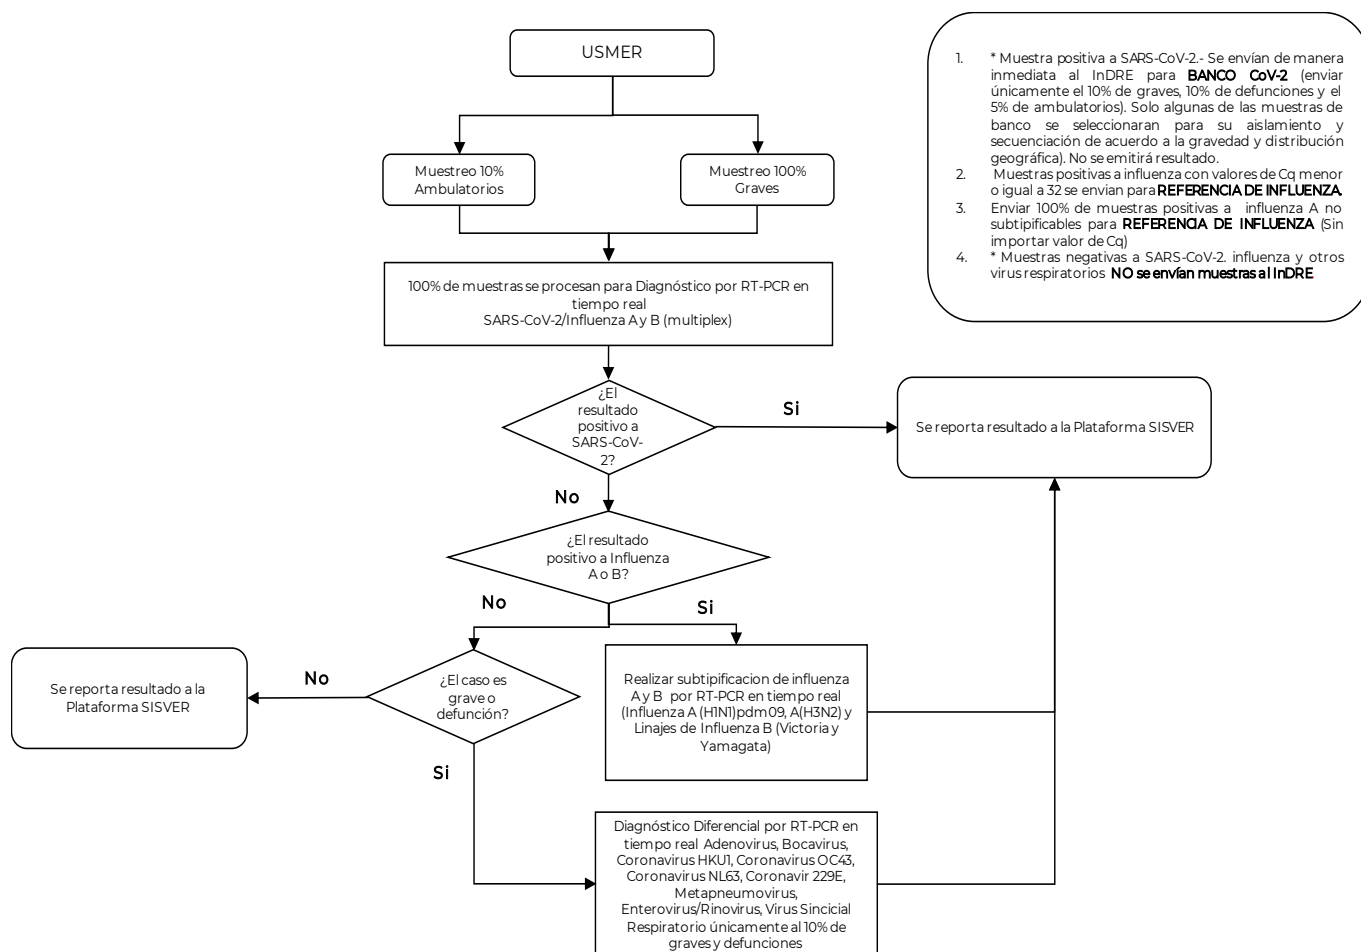 USMER
Muestreo 10%
Ambulatorios
Muestreo 100%
Graves
100% de muestras se procesan para Diagnóstico por RT-PCR en
tiempo real
SARS-CoV-2/Influenza A y B (multiplex)
¿El
resultado
positivo a
SARS-CoV-
2?
Si
Se reporta resultado a la Plataforma SISVER
No
¿El resultado
positivo a Influenza
A o B?
No
Si
¿El caso es
grave o
defunción?
No
Se reporta resultado a la
Plataforma SISVER
Realizar subtipificacion de influenza
A y B por RT-PCR en tiempo real
(Influenza A (H1N1)pdm09, A(H3N2) y
Linajes de Influenza B (Victoria y
Yamagata)
Si
Diagnóstico Diferencial por RT-PCR en
tiempo real Adenovirus, Bocavirus,
Coronavirus HKU1, Coronavirus OC43,
Coronavirus NL63, Coronavir 229E,
Metapneumovirus,
Enterovirus/Rinovirus, Virus Sincicial
Respiratorio únicamente al 10% de
graves y defunciones
1. * Muestra positiva a SARS-CoV-2.- Se envían de manera
inmediata al InDRE para BANCO CoV-2 (enviar
únicamente el 10% de graves, 10% de defunciones y el
5% de ambulatorios). Solo algunas de las muestras de
banco se seleccionaran para su aislamiento y
secuenciación de acuerdo a la gravedad y distribución
geográfica). No se emitirá resultado.
2. Muestras positivas a influenza con valores de Cq menor
o igual a 32 se envian para REFERENCIA DE INFLUENZA.
3. Enviar 100% de muestras positivas a influenza A no
subtipificables para REFERENCIA DE INFLUENZA (Sin
importar valor de Cq)
4. * Muestras negativas a SARS-CoV-2. influenza y otros
virus respiratorios NO se envían muestras al InDRE